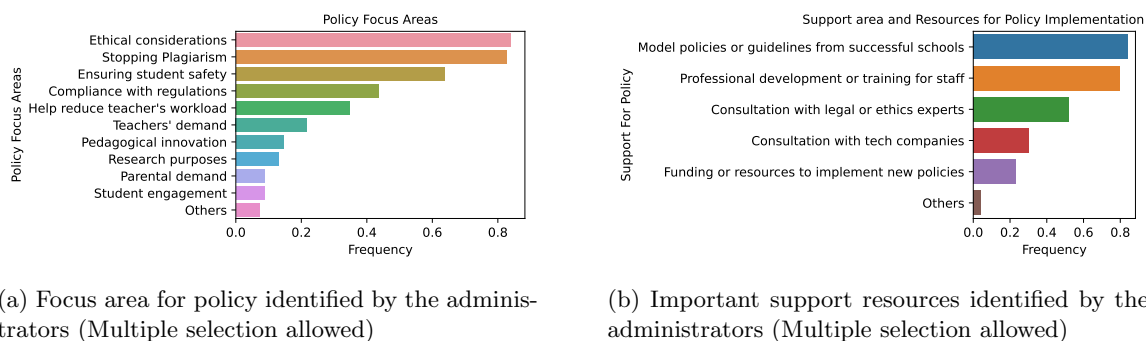 Policy Focus Areas
Policy Focus Areas
Ethical considerations
Stopping Plagiarism
Ensuring student safety
Compliance with regulations
Help reduce teacher's workload
Teachers' demand
Pedagogical innovation
Research purposes
Parental demand
Student engagement
Others
0.0 0.2 0.4 0.6 0.8
Frequency
(a) Focus area for policy identified by the adminis-
trators (Multiple selection allowed)
Support area and Resources for Policy Implementation
Support For Policy
Model policies or guidelines from successful schools
Professional development or training for staff
Consultation with legal or ethics experts
Consultation with tech companies
Funding or resources to implement new policies
Others
0.0 0.2 0.4 0.6 0.8
Frequency
(b) Important support resources identified by the
administrators (Multiple selection allowed)